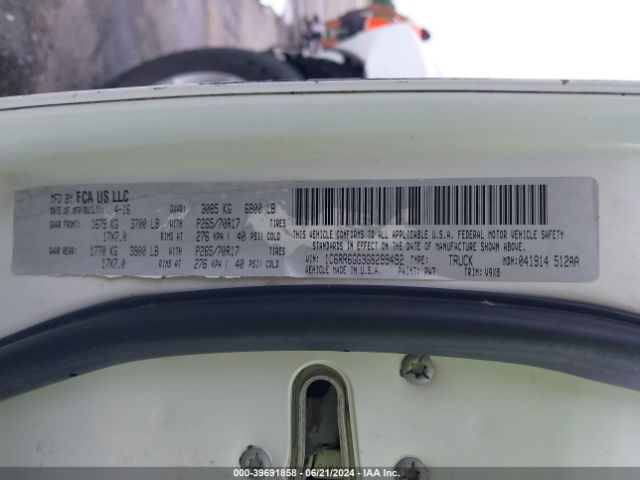 MFD BY FCA US LLC
DATE OF MFR 4-16 GVWR: 3085 KG 6800 LB
GAWR FRONT: 1675 KG 3700 LB WITH P265/70R17 TIRES
17X7.0 RIMS AT 276 KPA ( 40 PSI) COLD
GAWR REAR: 1770 KG 3900 LB WITH P265/70R17 TIRES
17X7.0 RIMS AT 276 KPA ( 40 PSI) COLD
THIS VEHICLE CONFORMS TO ALL APPLICABLE U.S.A. FEDERAL MOTOR VEHICLE SAFETY
STANDARDS IN EFFECT ON THE DATE OF MANUFACTURE SHOWN ABOVE.
VIN: 1C6RR6GG3GS299492 TYPE: TRUCK MDH: 041914 512AA
MADE IN U.S.A. PAINT: PW7 TRIM: V9X8
000-39691858 - 06/21/2024 - IAA Inc.